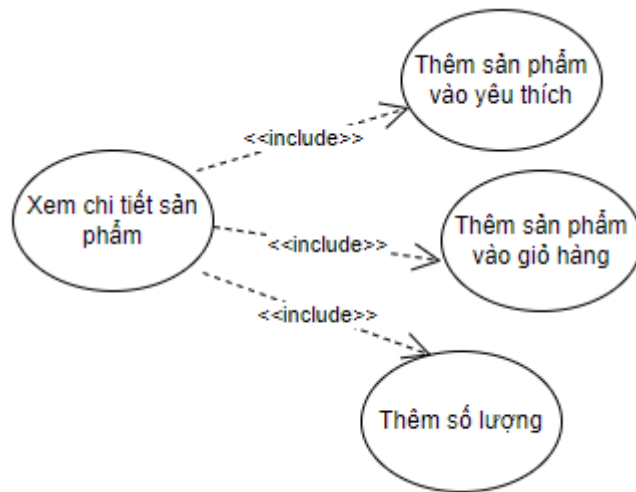 Thêm sản phẩm
vào yêu thích
<<include>>
Xem chi tiết sản
phẩm
Thêm sản phẩm
vào giỏ hàng
<<include>>
<<include>>
Thêm số lượng